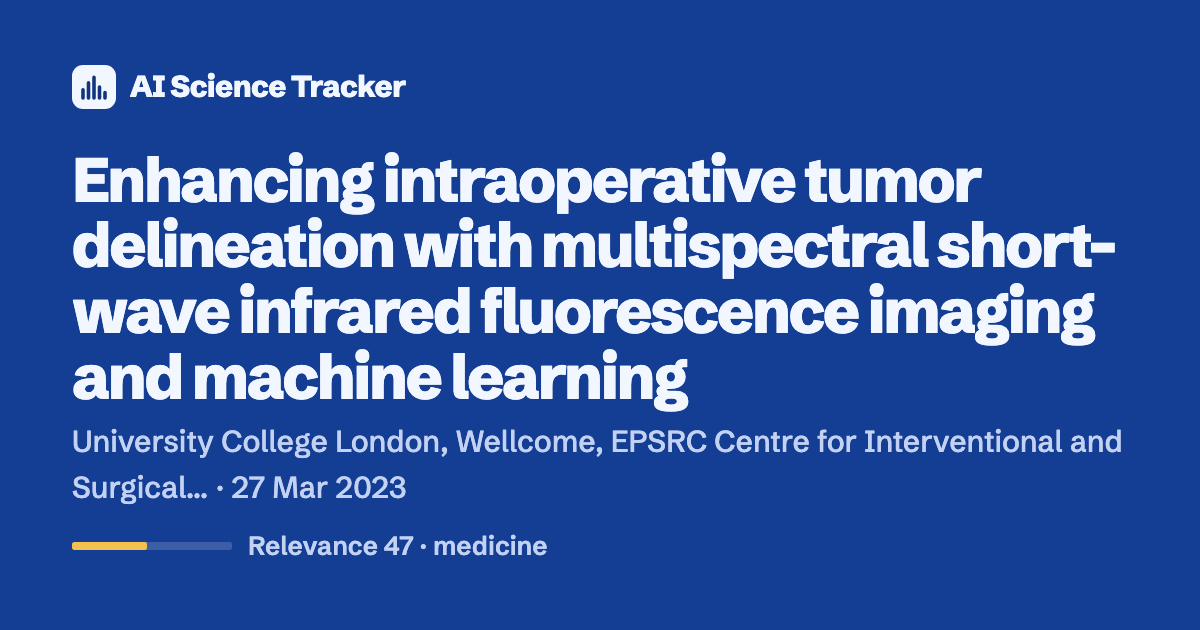 AI Science Tracker
Enhancing intraoperative tumor
delineation with multispectral short-
wave infrared fluorescence imaging
and machine learning
University College London, Wellcome, EPSRC Centre for Interventional and
Surgical... · 27 Mar 2023
Relevance 47 · medicine